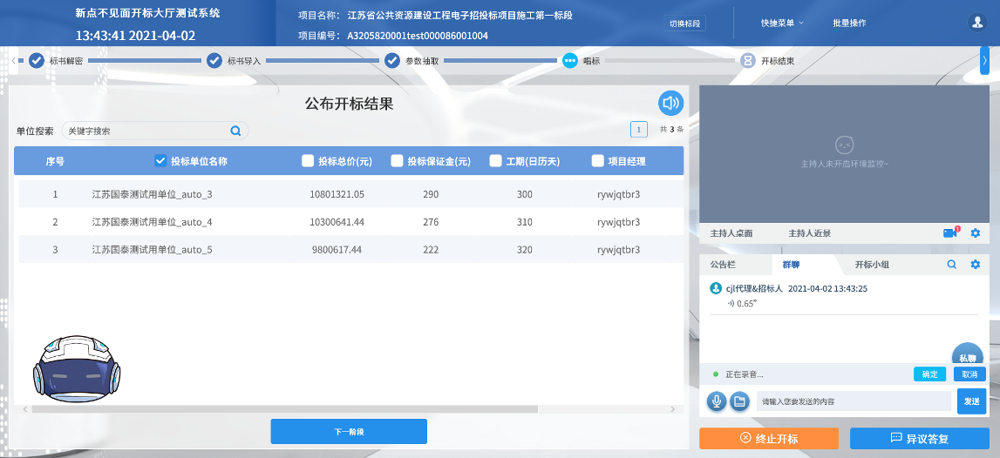 新点不见面开标大厅测试系统
13:43:41 2021-04-02
项目名称: 江苏省公共资源建设工程电子招投标项目施工第一标段
项目编号: A3205820001test000086001004
切换标段
快捷菜单
批量操作
标书解密
标书导入
参数抽取
唱标
开标结束
公布开标结果
单位搜索 关键字搜索
1 共 3 条
序号 投标单位名称 投标总价(元) 投标保证金(元) 工期(日历天) 项目经理
1 江苏国泰测试用单位_auto_3 10801321.05 290 300 rywjqtbr3
2 江苏国泰测试用单位_auto_4 10300641.44 276 310 rywjqtbr3
3 江苏国泰测试用单位_auto_5 9800617.44 222 320 rywjqtbr3
下一阶段
主持人未开启环境监控~
主持人桌面 主持人近景 1
公告栏 群聊 开标小组
cjl代理&招标人 2021-04-02 13:43:25
0.65”
私聊
正在录音... 确定 取消
请输入您要发送的内容 发送
终止开标 异议答复